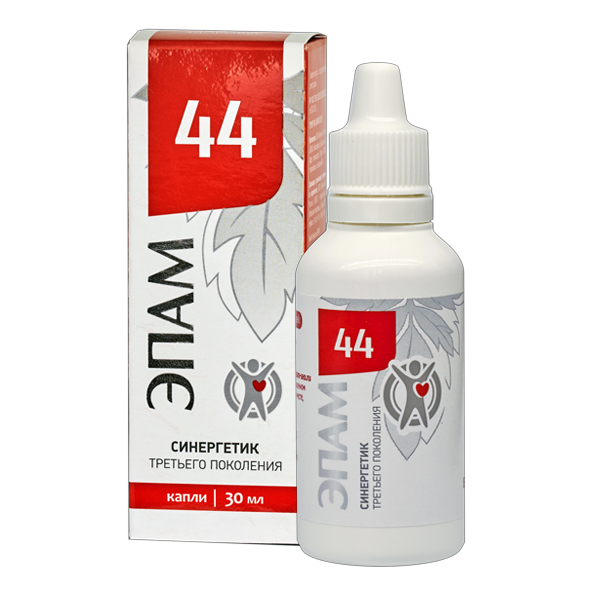 44
ЭПАМ
СИНЕРГЕТИК
ТРЕТЬЕГО ПОКОЛЕНИЯ
капли | 30 мл
44
ЭПАМ
СИНЕРГЕТИК
ТРЕТЬЕГО ПОКОЛЕНИЯ